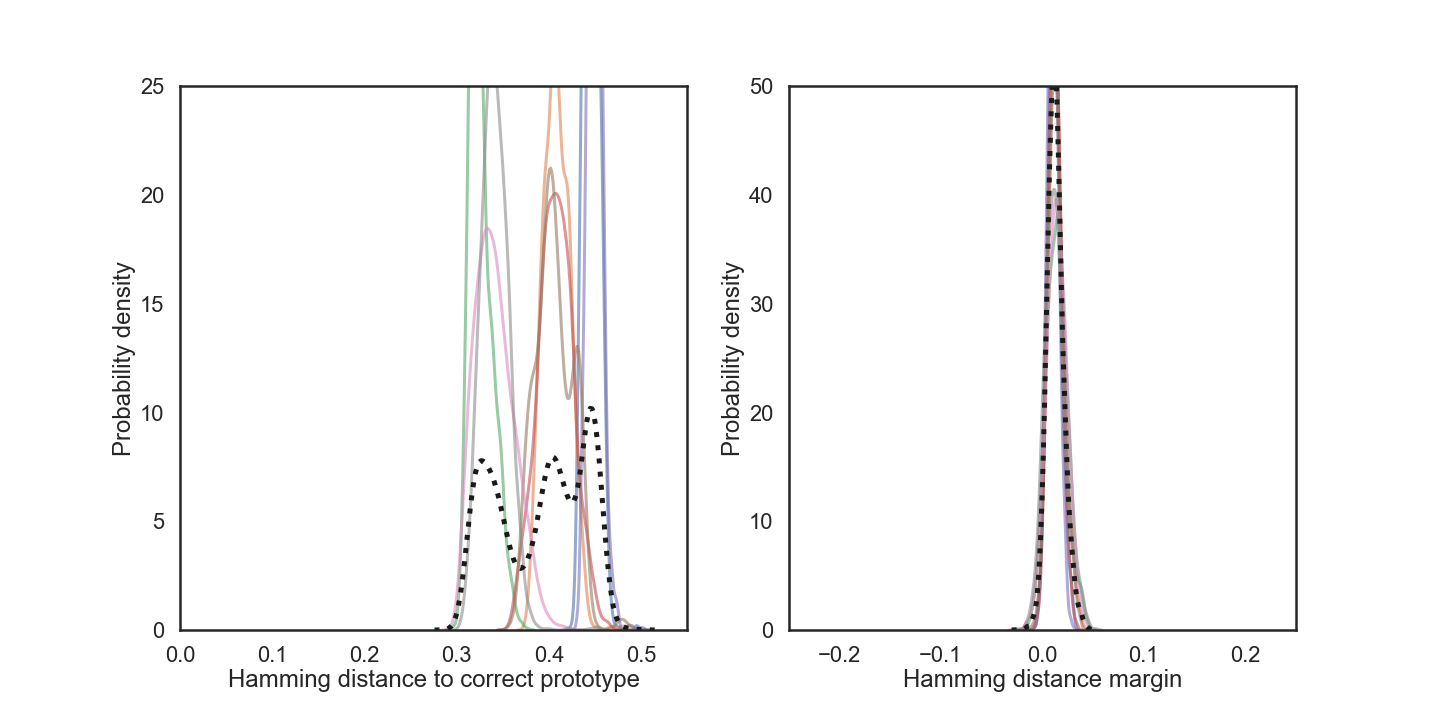 25
20
15
10
5
0
Probability density
0.0 0.1 0.2 0.3 0.4 0.5
Hamming distance to correct prototype
50
40
30
20
10
0
Probability density
−0.2 −0.1 0.0 0.1 0.2
Hamming distance margin